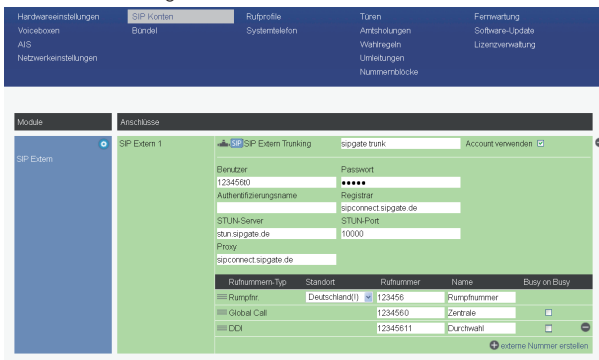 Hardwareeinstellungen SIP Konten Rufprofile Türen Fernwartung
Voiceboxen Bündel Systemtelefon Amtsholungen Software-Update
AIS Wahlregeln Lizenzverwaltung
Netzwerkeinstellungen Umleitungen
Nummernblöcke
Module Anschlüsse
SIP Extern SIP Extern 1 SIP SIP Extern Trunking sipgate trunk Account verwenden
Benutzer Passwort
123456t0 •••••
Authentifizierungsname Registrar
sipconnect.sipgate.de
STUN-Server STUN-Port
stun.sipgate.de 10000
Proxy
sipconnect.sipgate.de
Rufnummern-Typ Standort Rufnummer Name Busy on Busy
Rumpfnr. Deutschland(!) 123456 Rumpfnummer
Global Call 1234560 Zentrale
DDI 12345611 Durchwahl
externe Nummer erstellen